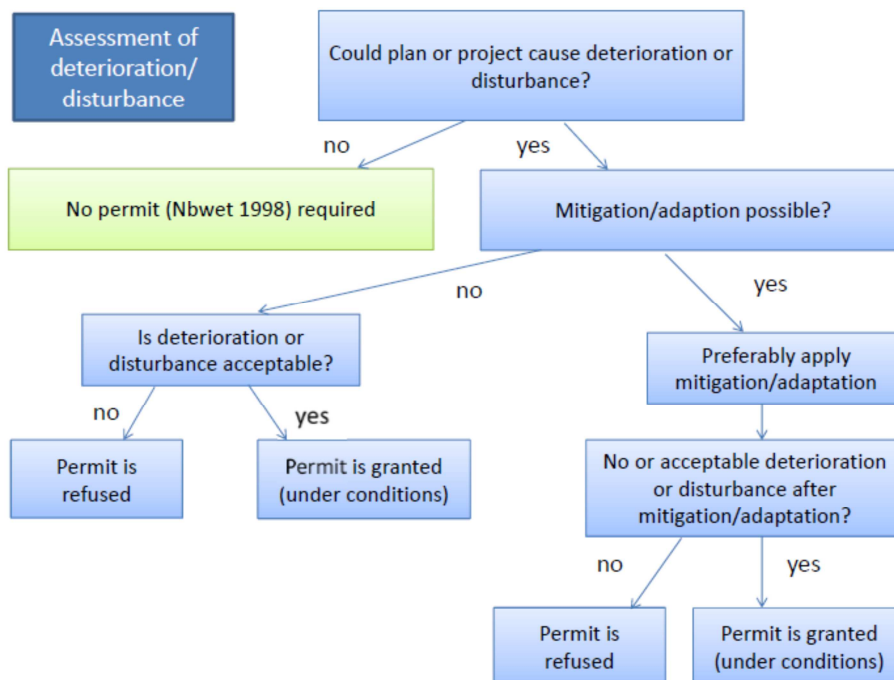 Assessment of
deterioration/
disturbance
Could plan or project cause deterioration or
disturbance?
no
yes
No permit (Nbwet 1998) required
Mitigation/adaption possible?
no
yes
Is deterioration or
disturbance acceptable?
Preferably apply
mitigation/adaptation
no
yes
Permit is
refused
Permit is granted
(under conditions)
No or acceptable deterioration
or disturbance after
mitigation/adaptation?
no
yes
Permit is
refused
Permit is granted
(under conditions)